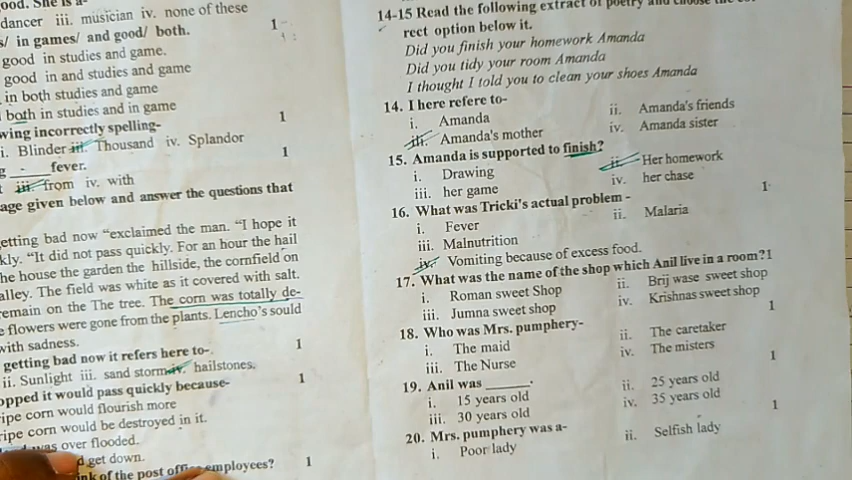 ood. She is a-
dancer iii. musician iv. none of these
s/ in games/ and good/ both. 1
good in studies and game.
good in and studies and game
in both studies and game
both in studies and in game
wing incorrectly spelling- 1
i. Blinder iii. Thousand iv. Splandor
fever. 1
iii. from iv. with
age given below and answer the questions that
etting bad now “exclaimed the man. “I hope it
kly. “It did not pass quickly. For an hour the hail
he house the garden the hillside, the cornfield on
alley. The field was white as it covered with salt.
emain on the The tree. The corn was totally de-
e flowers were gone from the plants. Lencho's sould
with sadness.
getting bad now it refers here to-. 1
ii. Sunlight iii. sand storm iv. hailstones.
opped it would pass quickly because- 1
ripe corn would flourish more
ripe corn would be destroyed in it.
was over flooded.
d get down.
ink of the post office employees? 1
14-15 Read the following extract of poetry and choose the
rect option below it.
Did you finish your homework Amanda
Did you tidy your room Amanda
I thought I told you to clean your shoes Amanda
14. I here refere to-
i. Amanda ii. Amanda's friends
iii. Amanda's mother iv. Amanda sister
15. Amanda is supported to finish?
i. Drawing ii. Her homework
iii. her game iv. her chase
16. What was Tricki's actual problem - 1
i. Fever ii. Malaria
iii. Malnutrition
iv. Vomiting because of excess food.
17. What was the name of the shop which Anil live in a room?1
i. Roman sweet Shop ii. Brij wase sweet shop
iii. Jumna sweet shop iv. Krishnas sweet shop
18. Who was Mrs. pumphery- 1
i. The maid ii. The caretaker
iii. The Nurse iv. The misters
19. Anil was ______. 1
i. 15 years old ii. 25 years old
iii. 30 years old iv. 35 years old
20. Mrs. pumphery was a- 1
i. Poor lady ii. Selfish lady